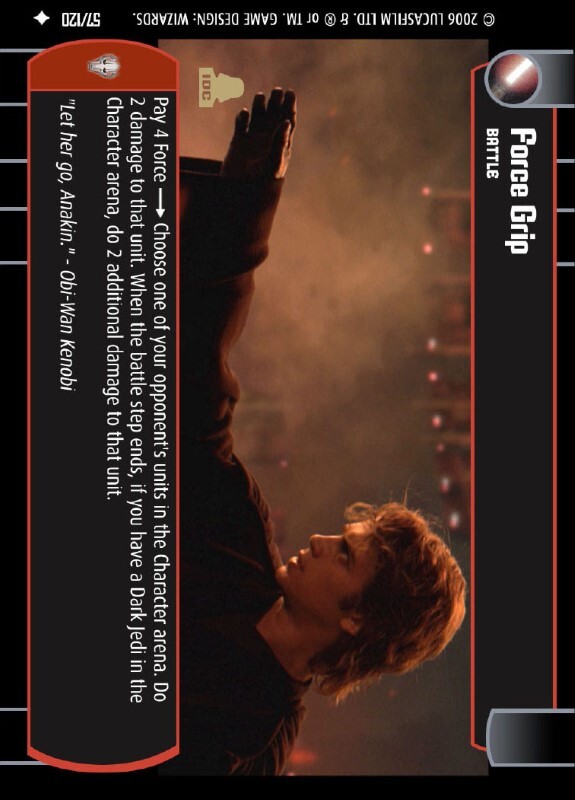 Force Grip
BATTLE
IDC
Pay 4 Force → Choose one of your opponent's units in the Character arena. Do
2 damage to that unit. When the battle step ends, if you have a Dark Jedi in the
Character arena, do 2 additional damage to that unit.
"Let her go, Anakin." - Obi-Wan Kenobi
© 2006 LUCASFILM LTD. & ® or TM. GAME DESIGN: WIZARDS.
57/120